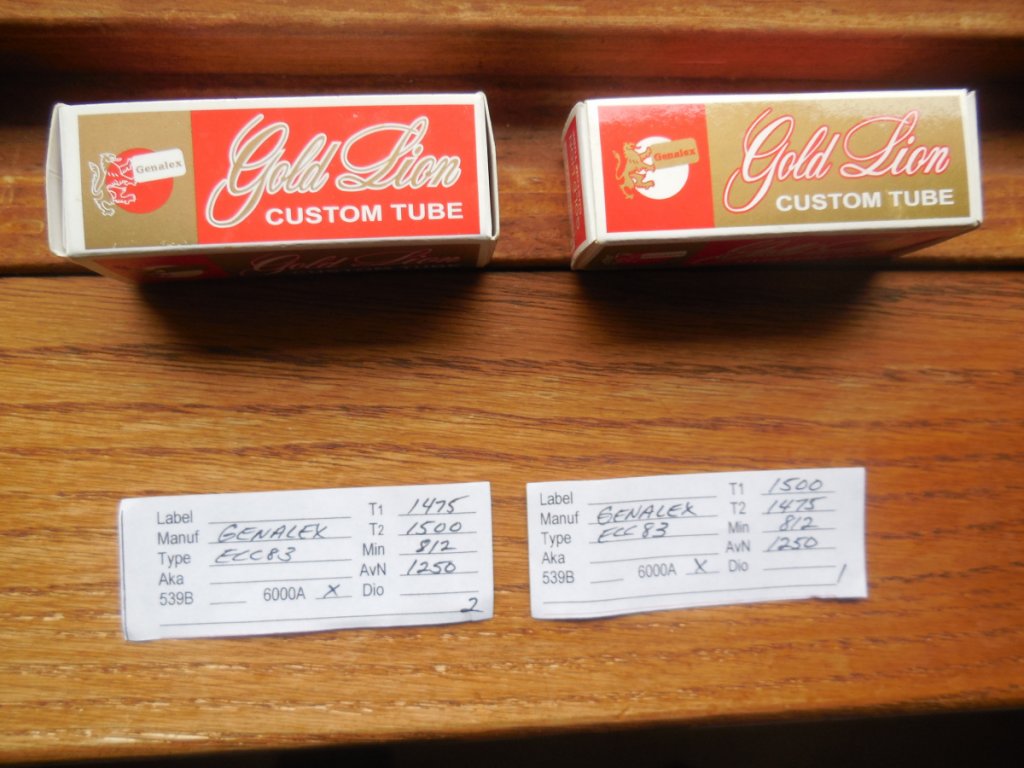 Genalex
Gold Lion
CUSTOM TUBE
Genalex
Gold Lion
CUSTOM TUBE
Label T1 1475
Manuf GENALEX T2 1500
Type ECC83 Min 812
Aka AvN 1250
539B 6000A X Dio
2
Label T1 1500
Manuf GENALEX T2 1475
Type ECC83 Min 812
Aka AvN 1250
539B 6000A X Dio
1